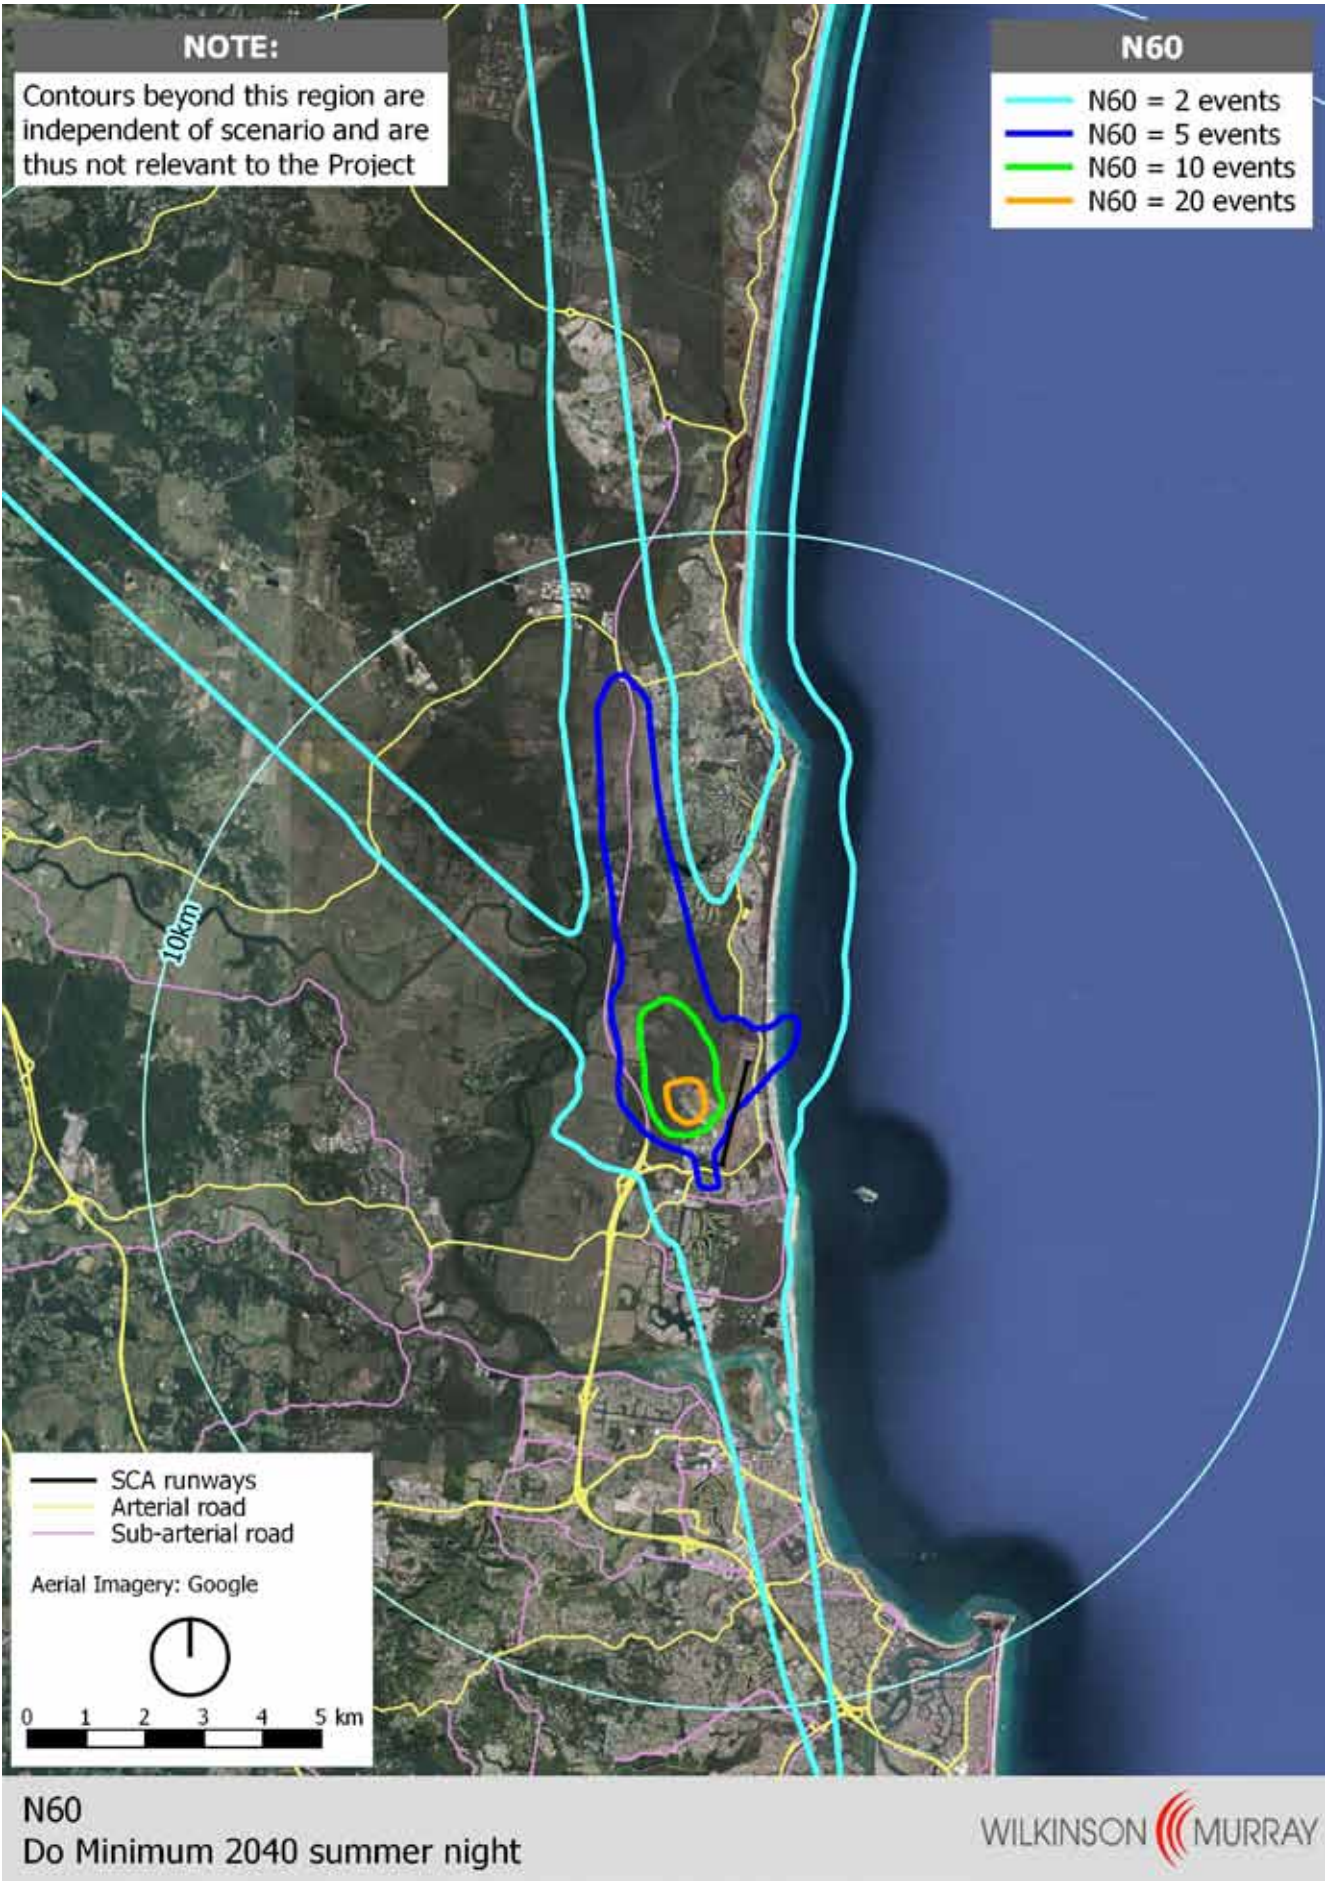 NOTE:
Contours beyond this region are
independent of scenario and are
thus not relevant to the Project
N60
N60 = 2 events
N60 = 5 events
N60 = 10 events
N60 = 20 events
10km
SCA runways
Arterial road
Sub-arterial road
Aerial Imagery: Google
0 1 2 3 4 5 km
N60
Do Minimum 2040 summer night
WILKINSON MURRAY